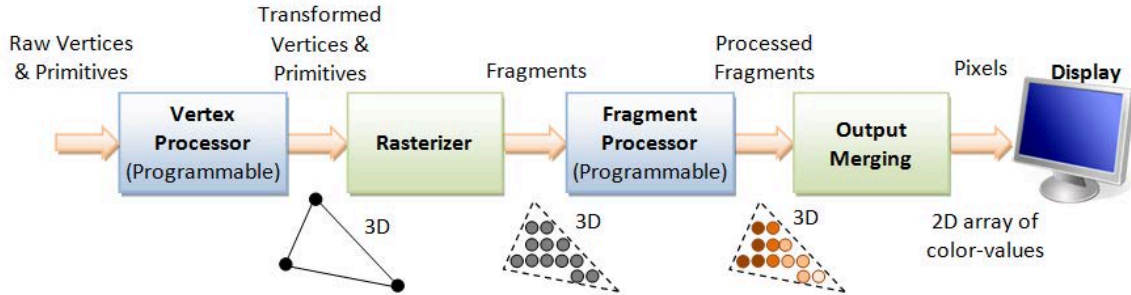 Raw Vertices
& Primitives
Transformed
Vertices &
Primitives
Fragments
Processed
Fragments
Pixels
Display
Vertex
Processor
(Programmable)
Rasterizer
Fragment
Processor
(Programmable)
Output
Merging
3D
3D
3D
2D array of
color-values